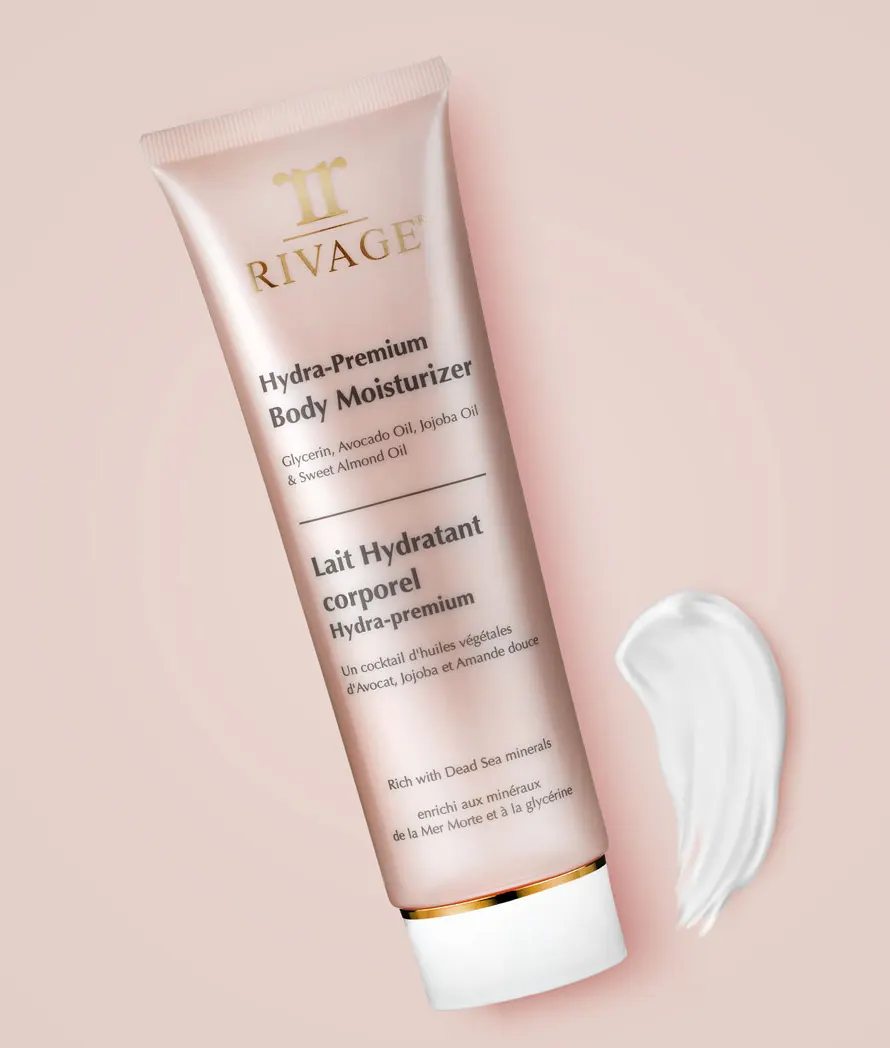 RIVAGE
Hydra-Premium
Body Moisturizer
Glycerin, Avocado Oil, Jojoba Oil
& Sweet Almond Oil
Lait Hydratant
corporel
Hydra-premium
Un cocktail d'huiles végétales
d'Avocat, Jojoba et Amande douce
Rich with Dead Sea minerals
enrichi aux minéraux
de la Mer Morte et à la glycérine